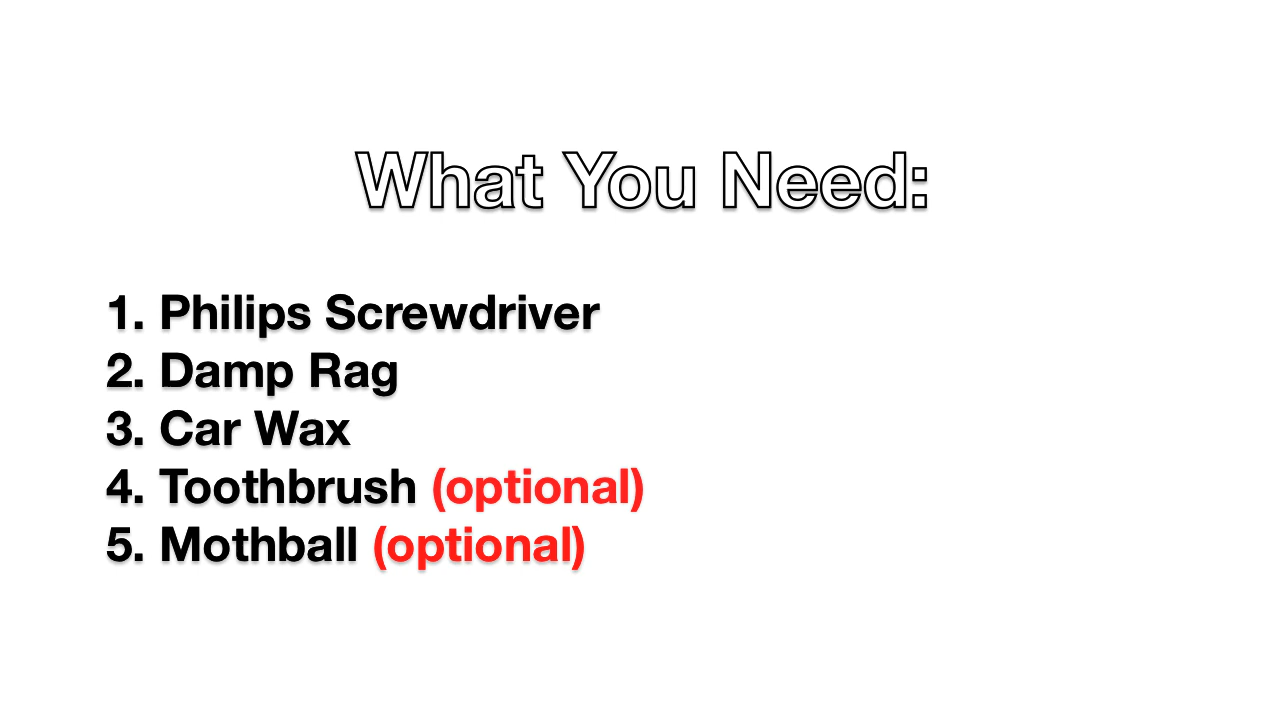 What You Need:
1. Philips Screwdriver
2. Damp Rag
3. Car Wax
4. Toothbrush (optional)
5. Mothball (optional)